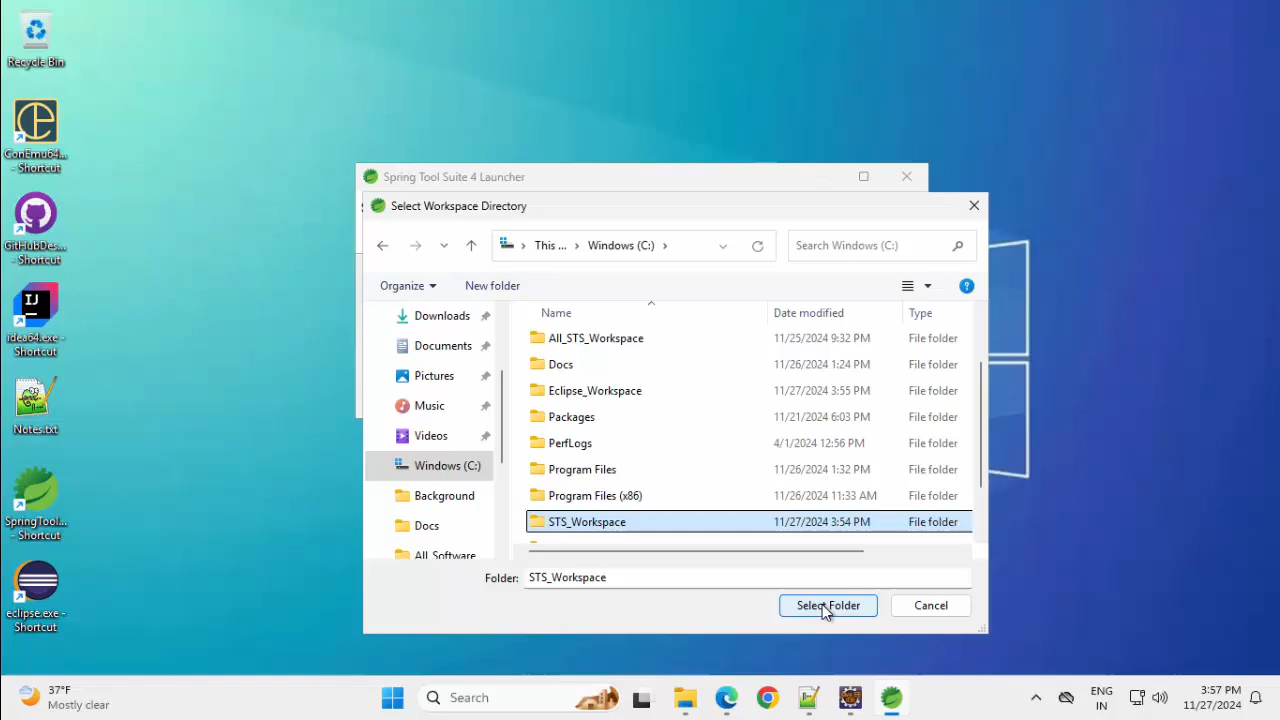 Recycle Bin
ConEmu64...
- Shortcut
GitHubDes...
- Shortcut
IJ
idea64.exe -
Shortcut
Notes.txt
SpringTool...
- Shortcut
eclipse.exe -
Shortcut
Spring Tool Suite 4 Launcher
Select Workspace Directory
This ... > Windows (C:) >
Search Windows (C:)
Organize
New folder
Downloads
Documents
Pictures
Music
Videos
Windows (C:)
Background
Docs
All Software
Name Date modified Type
All_STS_Workspace 11/25/2024 9:32 PM File folder
Docs 11/26/2024 1:24 PM File folder
Eclipse_Workspace 11/27/2024 3:55 PM File folder
Packages 11/21/2024 6:03 PM File folder
PerfLogs 4/1/2024 12:56 PM File folder
Program Files 11/26/2024 1:32 PM File folder
Program Files (x86) 11/26/2024 11:33 AM File folder
STS_Workspace 11/27/2024 3:54 PM File folder
Folder: STS_Workspace
Select Folder
Cancel
37°F
Mostly clear
Search
ENG
IN
3:57 PM
11/27/2024